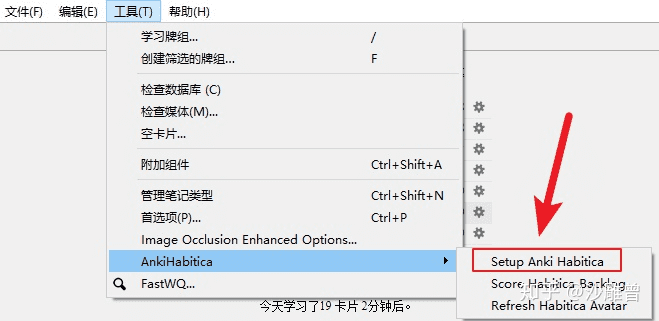 文件(F) 编辑(E) 工具(T) 帮助(H)
学习牌组... /
创建筛选的牌组... F
检查数据库 (C)
检查媒体(M)...
空卡片...
附加组件 Ctrl+Shift+A
管理笔记类型 Ctrl+Shift+N
首选项(P)... Ctrl+P
Image Occlusion Enhanced Options...
AnkiHabitica
Setup Anki Habitica
FastWQ...
Score Habitica Backlog
Refresh Habitica Avatar
知乎 @沙雕曾
今天学习了19 卡片 2分钟后。